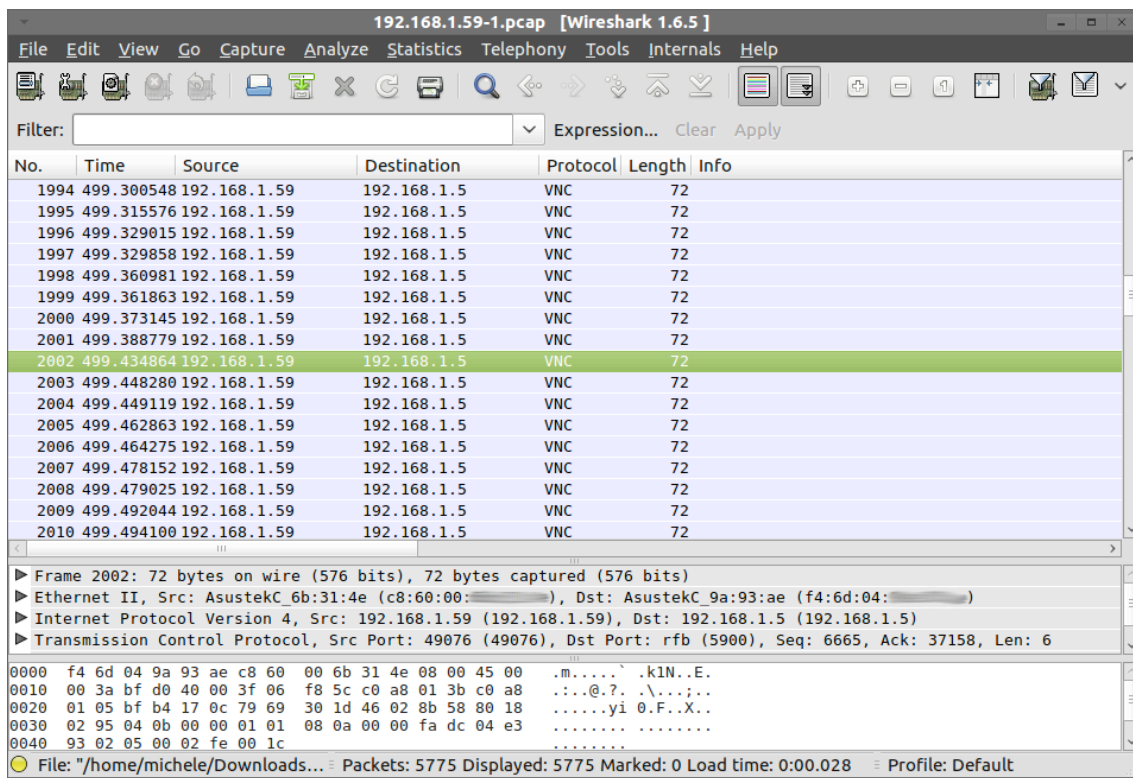 192.168.1.59-1.pcap [Wireshark 1.6.5 ]
File Edit View Go Capture Analyze Statistics Telephony Tools Internals Help
Filter: Expression... Clear Apply
No. Time Source Destination Protocol Length Info
1994 499.300548 192.168.1.59 192.168.1.5 VNC 72
1995 499.315576 192.168.1.59 192.168.1.5 VNC 72
1996 499.329015 192.168.1.59 192.168.1.5 VNC 72
1997 499.329858 192.168.1.59 192.168.1.5 VNC 72
1998 499.360981 192.168.1.59 192.168.1.5 VNC 72
1999 499.361863 192.168.1.59 192.168.1.5 VNC 72
2000 499.373145 192.168.1.59 192.168.1.5 VNC 72
2001 499.388779 192.168.1.59 192.168.1.5 VNC 72
2002 499.434864 192.168.1.59 192.168.1.5 VNC 72
2003 499.448280 192.168.1.59 192.168.1.5 VNC 72
2004 499.449119 192.168.1.59 192.168.1.5 VNC 72
2005 499.462863 192.168.1.59 192.168.1.5 VNC 72
2006 499.464275 192.168.1.59 192.168.1.5 VNC 72
2007 499.478152 192.168.1.59 192.168.1.5 VNC 72
2008 499.479025 192.168.1.59 192.168.1.5 VNC 72
2009 499.492044 192.168.1.59 192.168.1.5 VNC 72
2010 499.494100 192.168.1.59 192.168.1.5 VNC 72
Frame 2002: 72 bytes on wire (576 bits), 72 bytes captured (576 bits)
Ethernet II, Src: AsustekC_6b:31:4e (c8:60:00: ), Dst: AsustekC_9a:93:ae (f4:6d:04: )
Internet Protocol Version 4, Src: 192.168.1.59 (192.168.1.59), Dst: 192.168.1.5 (192.168.1.5)
Transmission Control Protocol, Src Port: 49076 (49076), Dst Port: rfb (5900), Seq: 6665, Ack: 37158, Len: 6
0000 f4 6d 04 9a 93 ae c8 60 00 6b 31 4e 08 00 45 00 .m.....` .k1N..E.
0010 00 3a bf d0 40 00 3f 06 f8 5c c0 a8 01 3b c0 a8 .:..@.?. .\...;..
0020 01 05 bf b4 17 0c 79 69 30 1d 46 02 8b 58 80 18 ......yi 0.F..X..
0030 02 95 04 0b 00 00 01 01 08 0a 00 00 fa dc 04 e3 ........ ........
0040 93 02 05 00 02 fe 00 1c ........
File: "/home/michele/Downloads... Packets: 5775 Displayed: 5775 Marked: 0 Load time: 0:00.028 Profile: Default